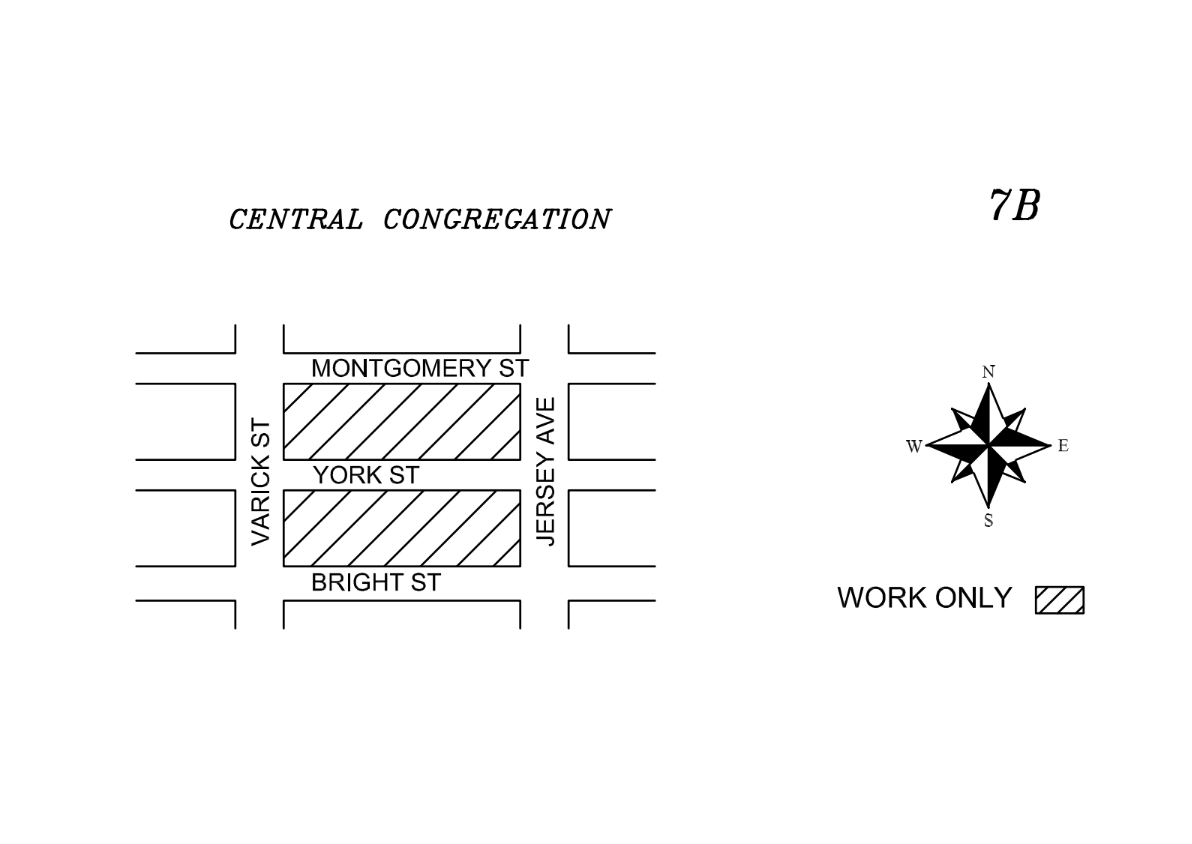 7B
CENTRAL CONGREGATION
MONTGOMERY ST
VARICK ST
YORK ST
JERSEY AVE
BRIGHT ST
N
W
E
S
WORK ONLY